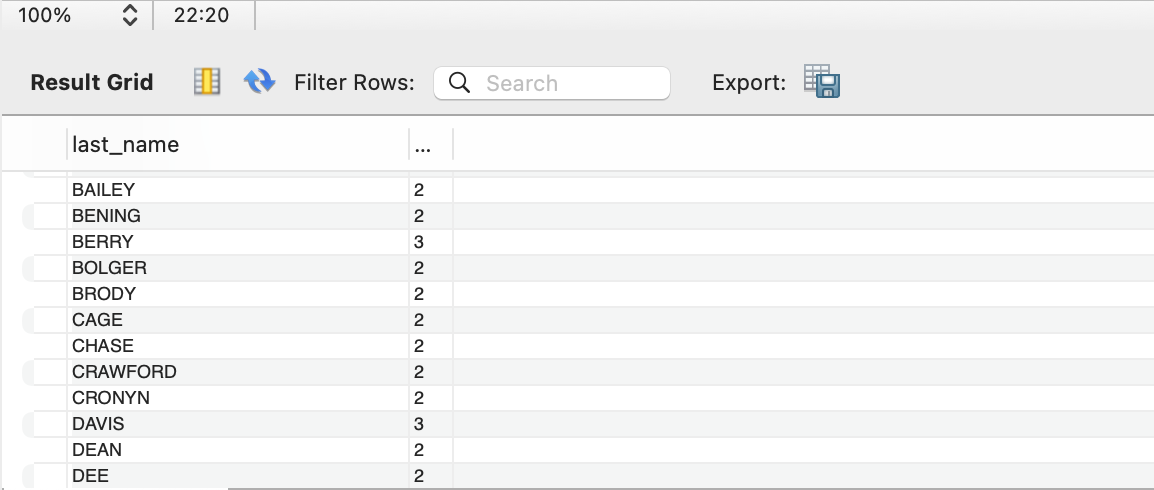 100% 22:20
Result Grid Filter Rows: Search Export:
last_name ...
BAILEY 2
BENING 2
BERRY 3
BOLGER 2
BRODY 2
CAGE 2
CHASE 2
CRAWFORD 2
CRONYN 2
DAVIS 3
DEAN 2
DEE 2